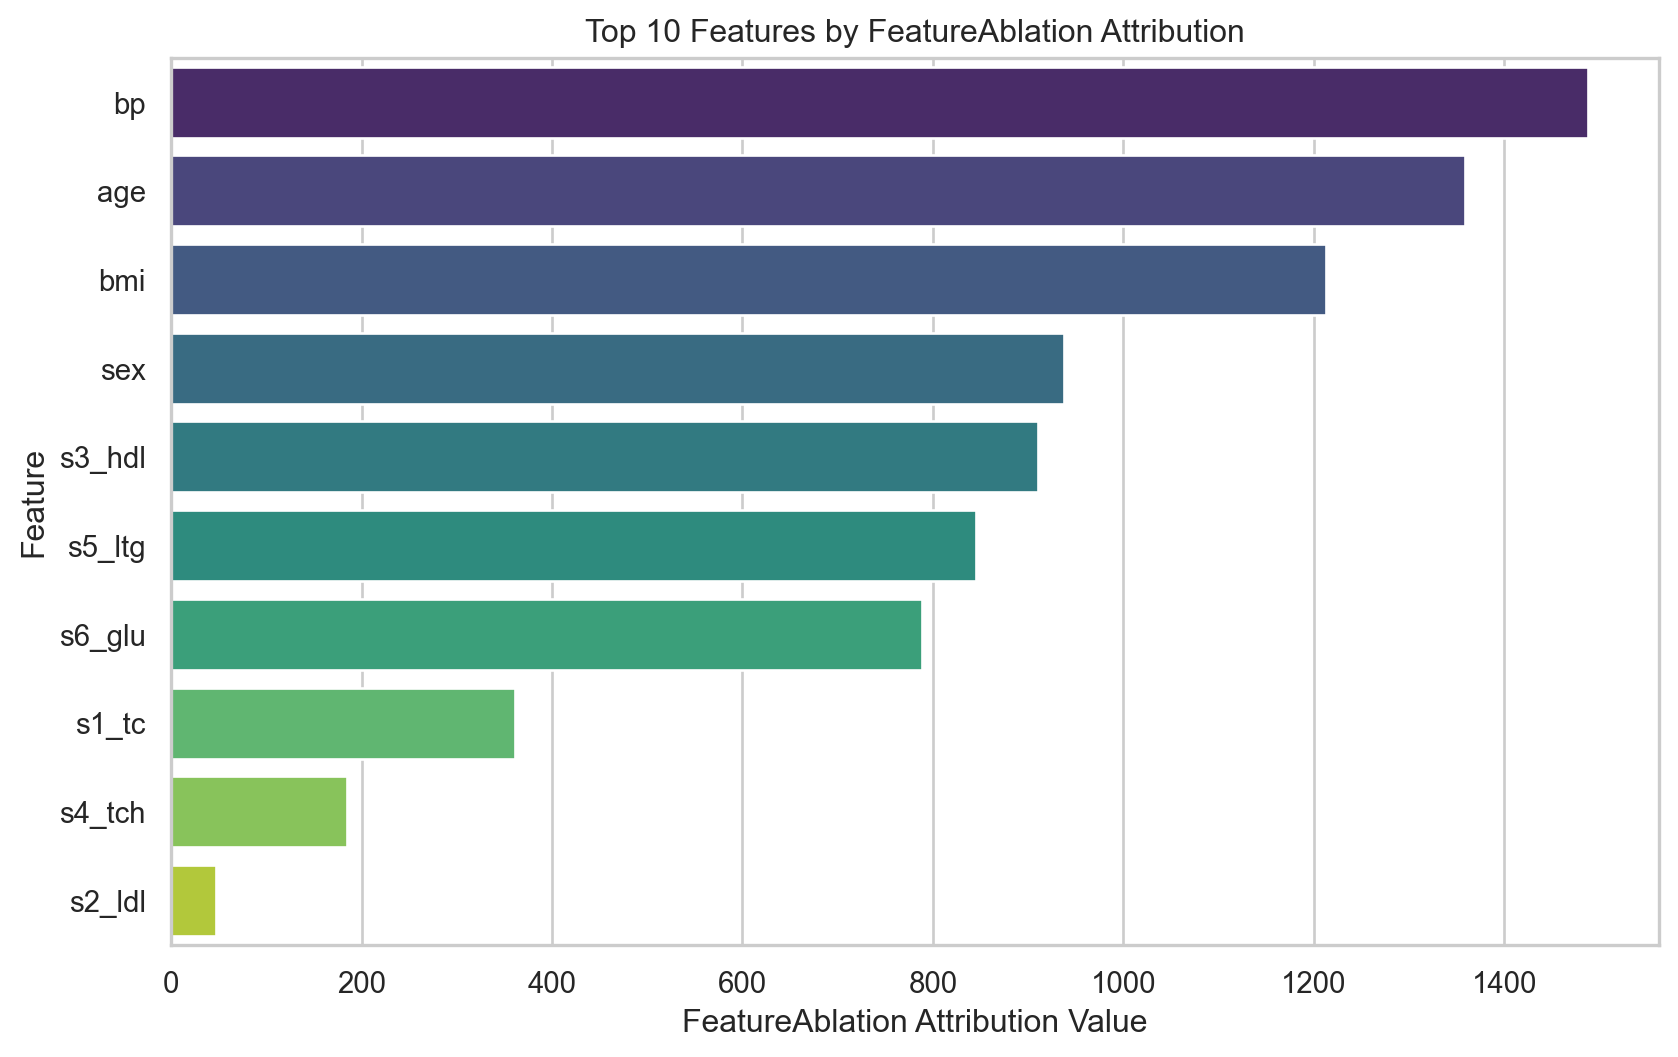 Top 10 Features by FeatureAblation Attribution
Feature
bp
age
bmi
sex
s3_hdl
s5_ltg
s6_glu
s1_tc
s4_tch
s2_ldl
0 200 400 600 800 1000 1200 1400
FeatureAblation Attribution Value